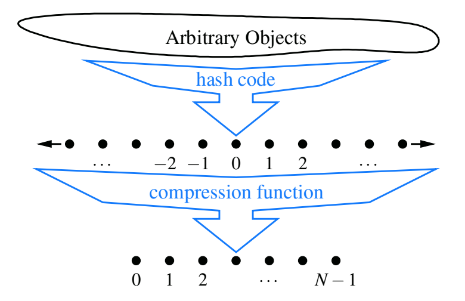 Arbitrary Objects
hash code
··· −2 −1 0 1 2 ···
compression function
0 1 2 ··· N − 1